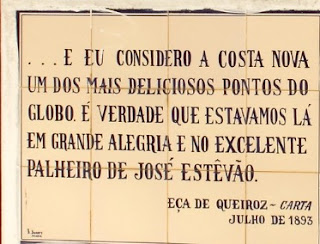 ... E EU CONSIDERO A COSTA NOVA
UM DOS MAIS DELICIOSOS PONTOS DO
GLOBO. É VERDADE QUE ESTAVAMOS LÁ
EM GRANDE ALEGRIA E NO EXCELENTE
PALHEIRO DE JOSÉ ESTÊVÃO.
EÇA DE QUEIROZ - CARTA
JULHO DE 1893